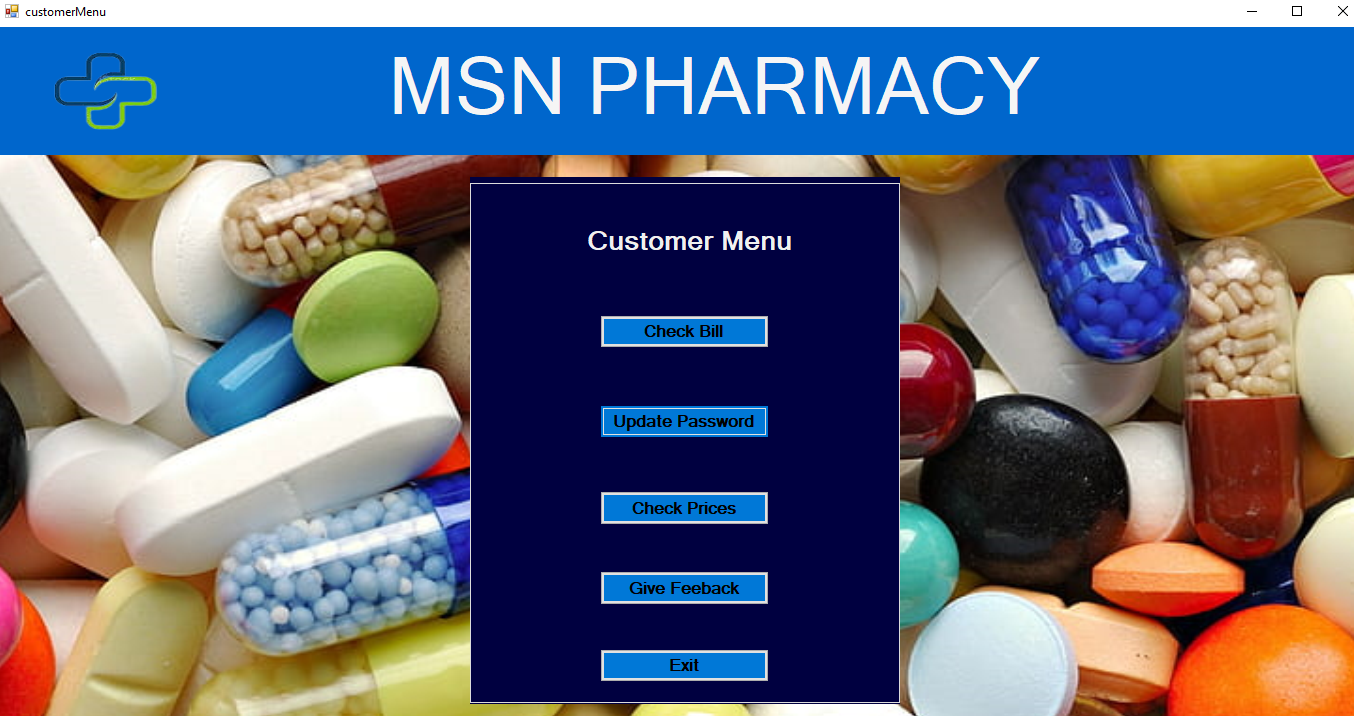 customerMenu
MSN PHARMACY
Customer Menu
Check Bill
Update Password
Check Prices
Give Feeback
Exit